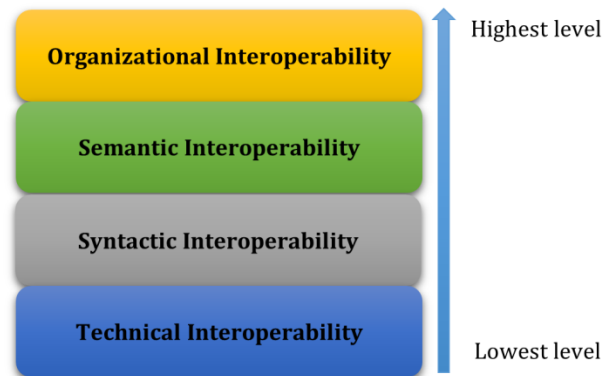 Organizational Interoperability
Highest level
Semantic Interoperability
Syntactic Interoperability
Technical Interoperability
Lowest level